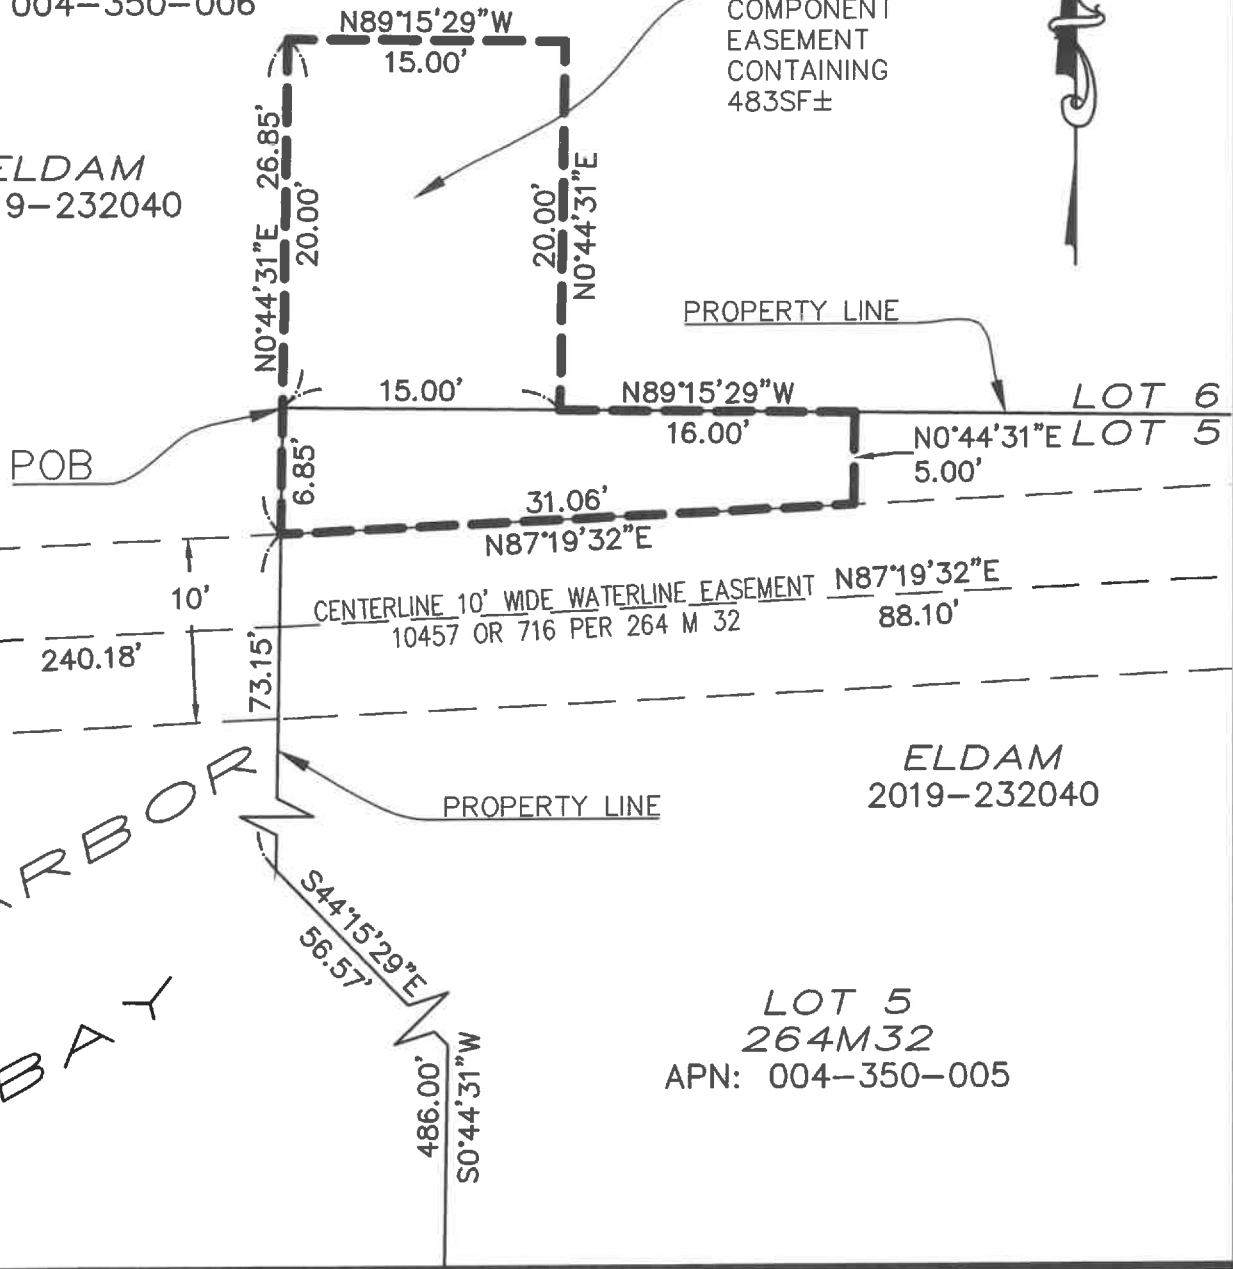 004-350-006
N89°15'29"W
15.00'
COMPONENT
EASEMENT
CONTAINING
483SF±
N0°44'31"E 26.85'
20.00'
20.00'
N0°44'31"E
ELDAM
9-232040
PROPERTY LINE
15.00'
N89°15'29"W
16.00'
LOT 6
LOT 5
N0°44'31"E
5.00'
POB
6.85'
31.06'
N87°19'32"E
10'
CENTERLINE 10' WIDE WATERLINE EASEMENT N87°19'32"E
10457 OR 716 PER 264 M 32
88.10'
240.18'
73.15'
PROPERTY LINE
ELDAM
2019-232040
RBOR
BAY
S44°15'29"E
56.57'
486.00'
S0°44'31"W
LOT 5
264M32
APN: 004-350-005